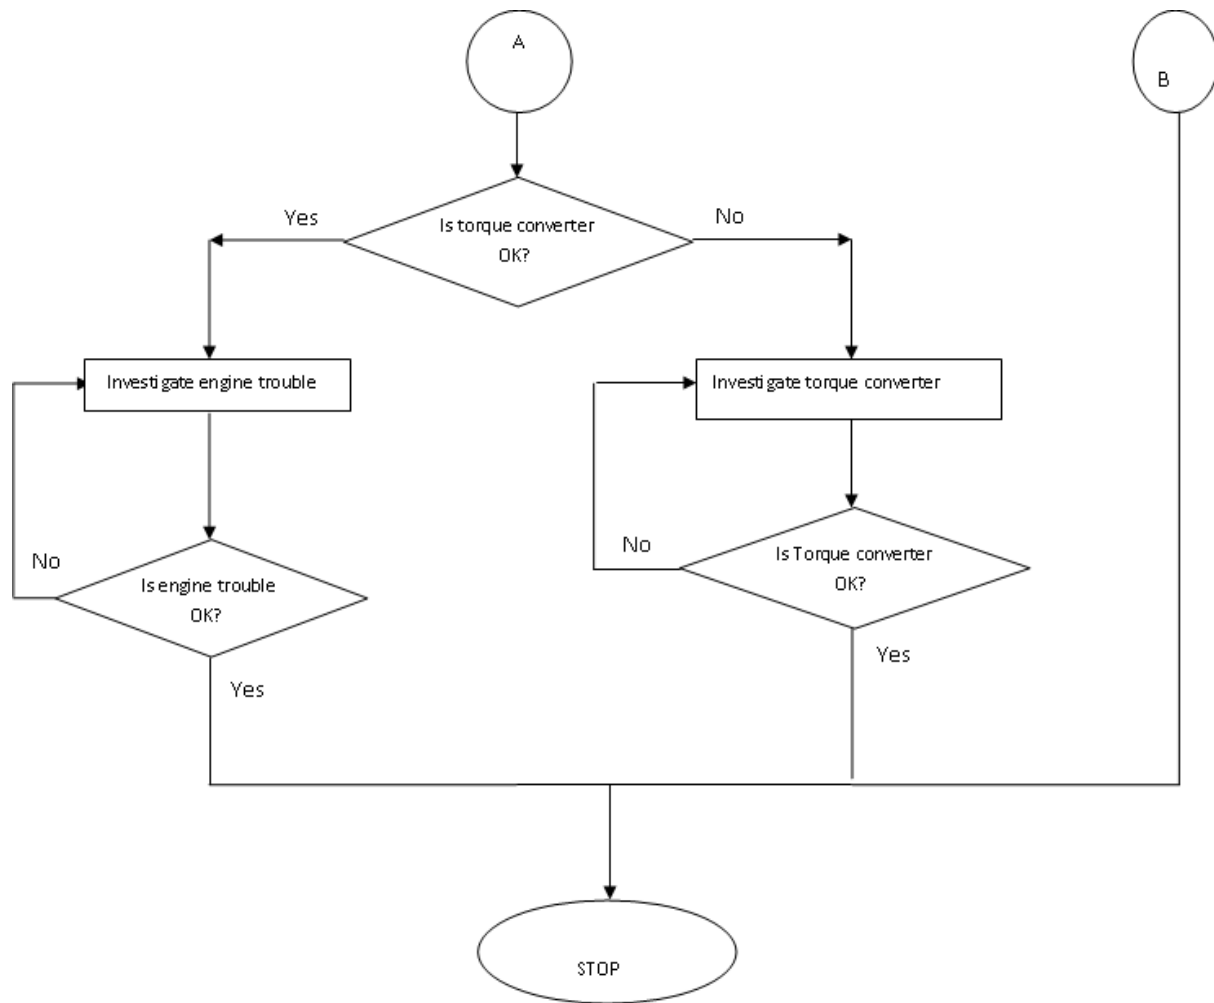 A
B
Yes
Is torque converter
OK?
No
Investigate engine trouble
Investigate torque converter
No
Is engine trouble
OK?
Yes
No
Is Torque converter
OK?
Yes
STOP